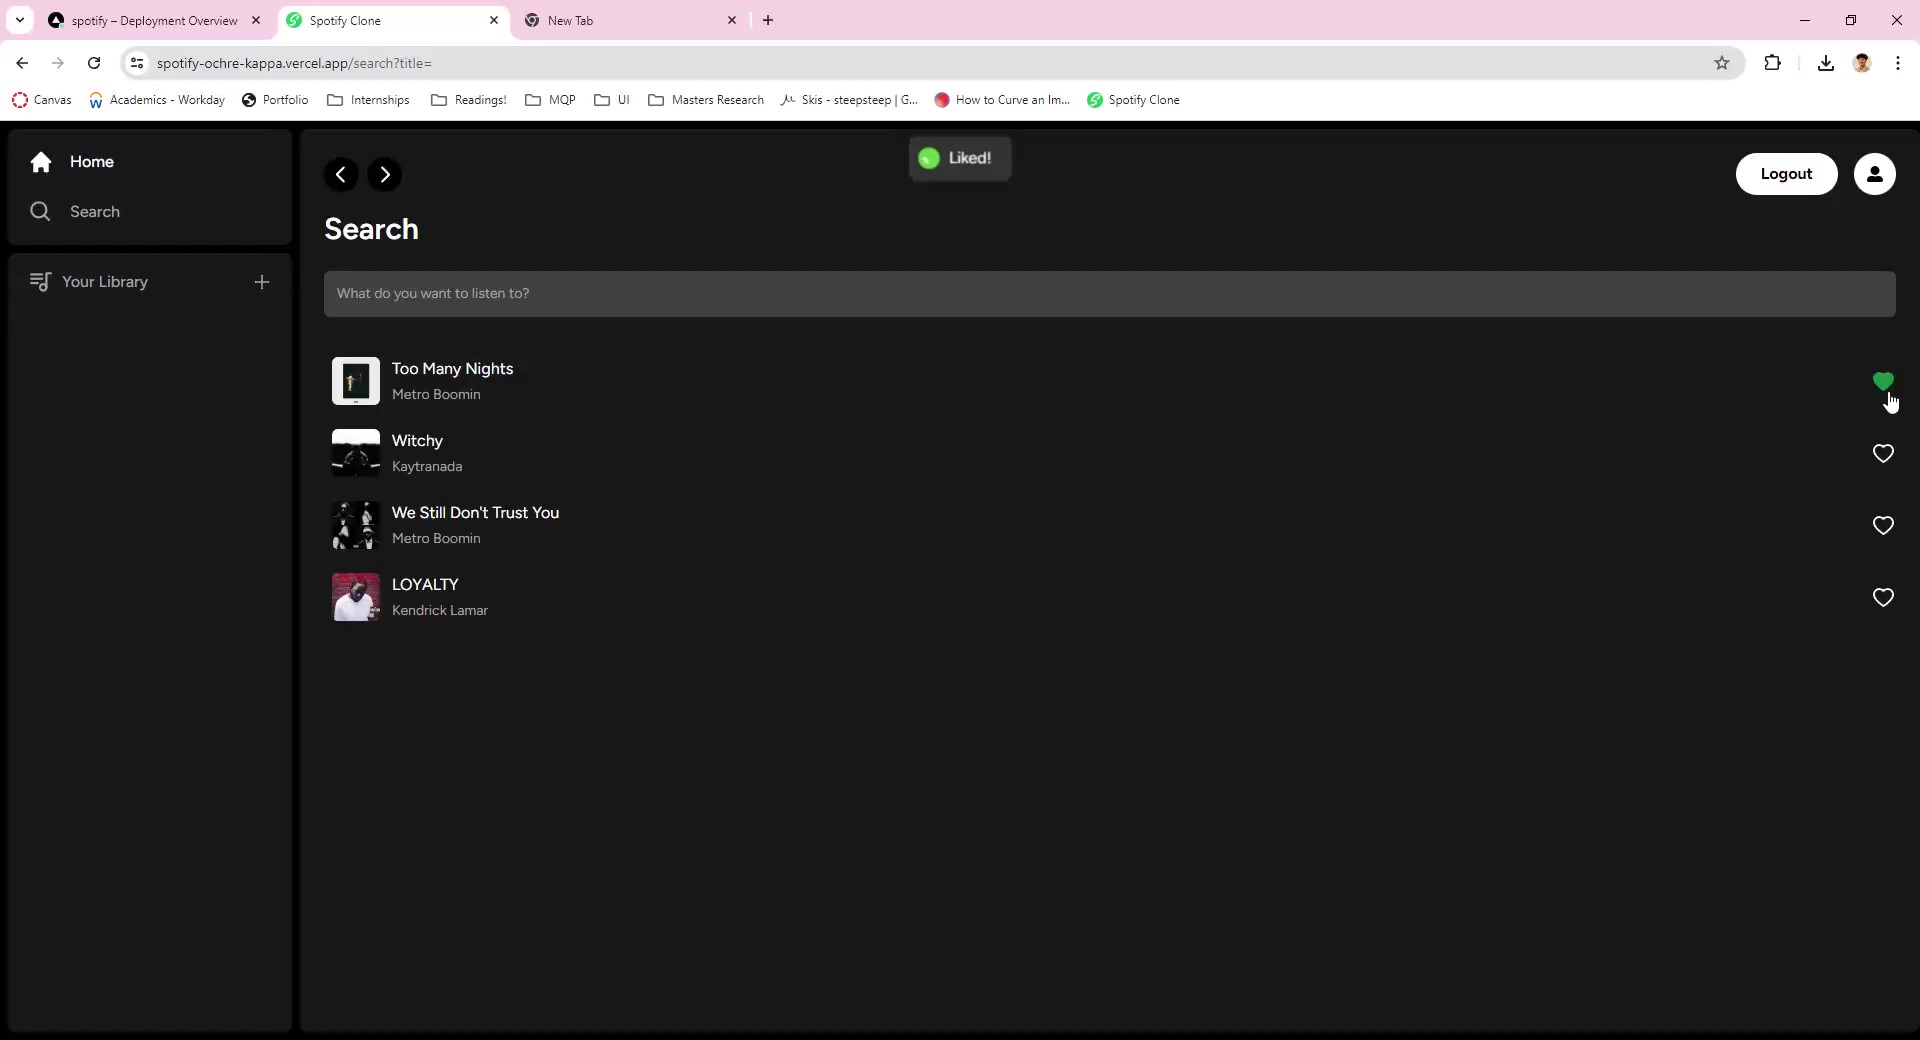 spotify – Deployment Overview
Spotify Clone
New Tab
spotify-ochre-kappa.vercel.app/search?title=
Canvas
Academics - Workday
Portfolio
Internships
Readings!
MQP
UI
Masters Research
Skis - steepsteep | G...
How to Curve an Im...
Spotify Clone
Home
Search
Your Library
Liked!
Logout
Search
What do you want to listen to?
Too Many Nights
Metro Boomin
Witchy
Kaytranada
We Still Don't Trust You
Metro Boomin
LOYALTY
Kendrick Lamar